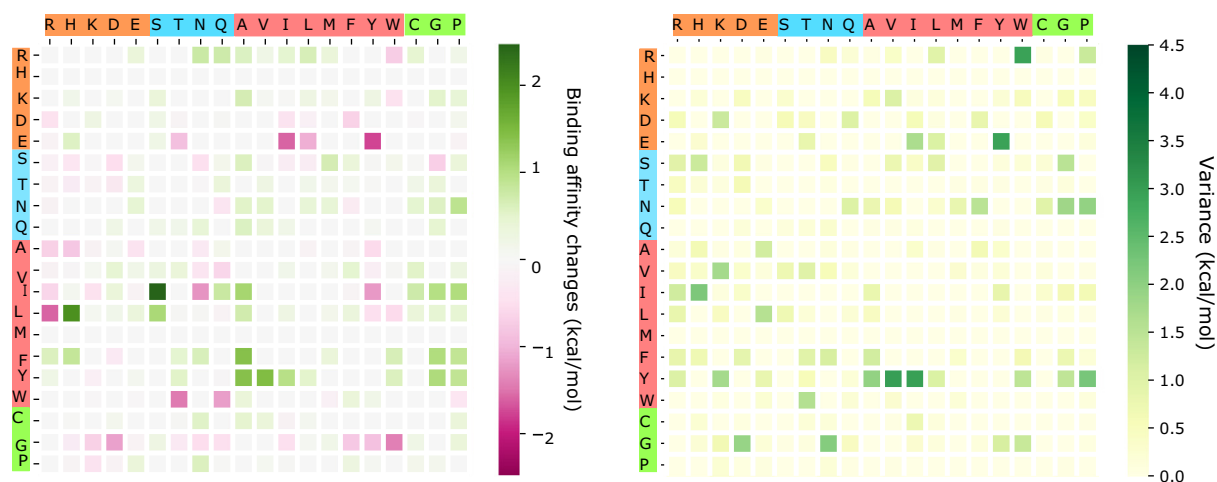 R H K D E S T N Q A V I L M F Y W C G P
R
H
K
D
E
S
T
N
Q
A
V
I
L
M
F
Y
W
C
G
P
2
1
0
−1
−2
Binding affinity changes (kcal/mol)
R H K D E S T N Q A V I L M F Y W C G P
R
H
K
D
E
S
T
N
Q
A
V
I
L
M
F
Y
W
C
G
P
4.5
4.0
3.5
3.0
2.5
2.0
1.5
1.0
0.5
0.0
Variance (kcal/mol)